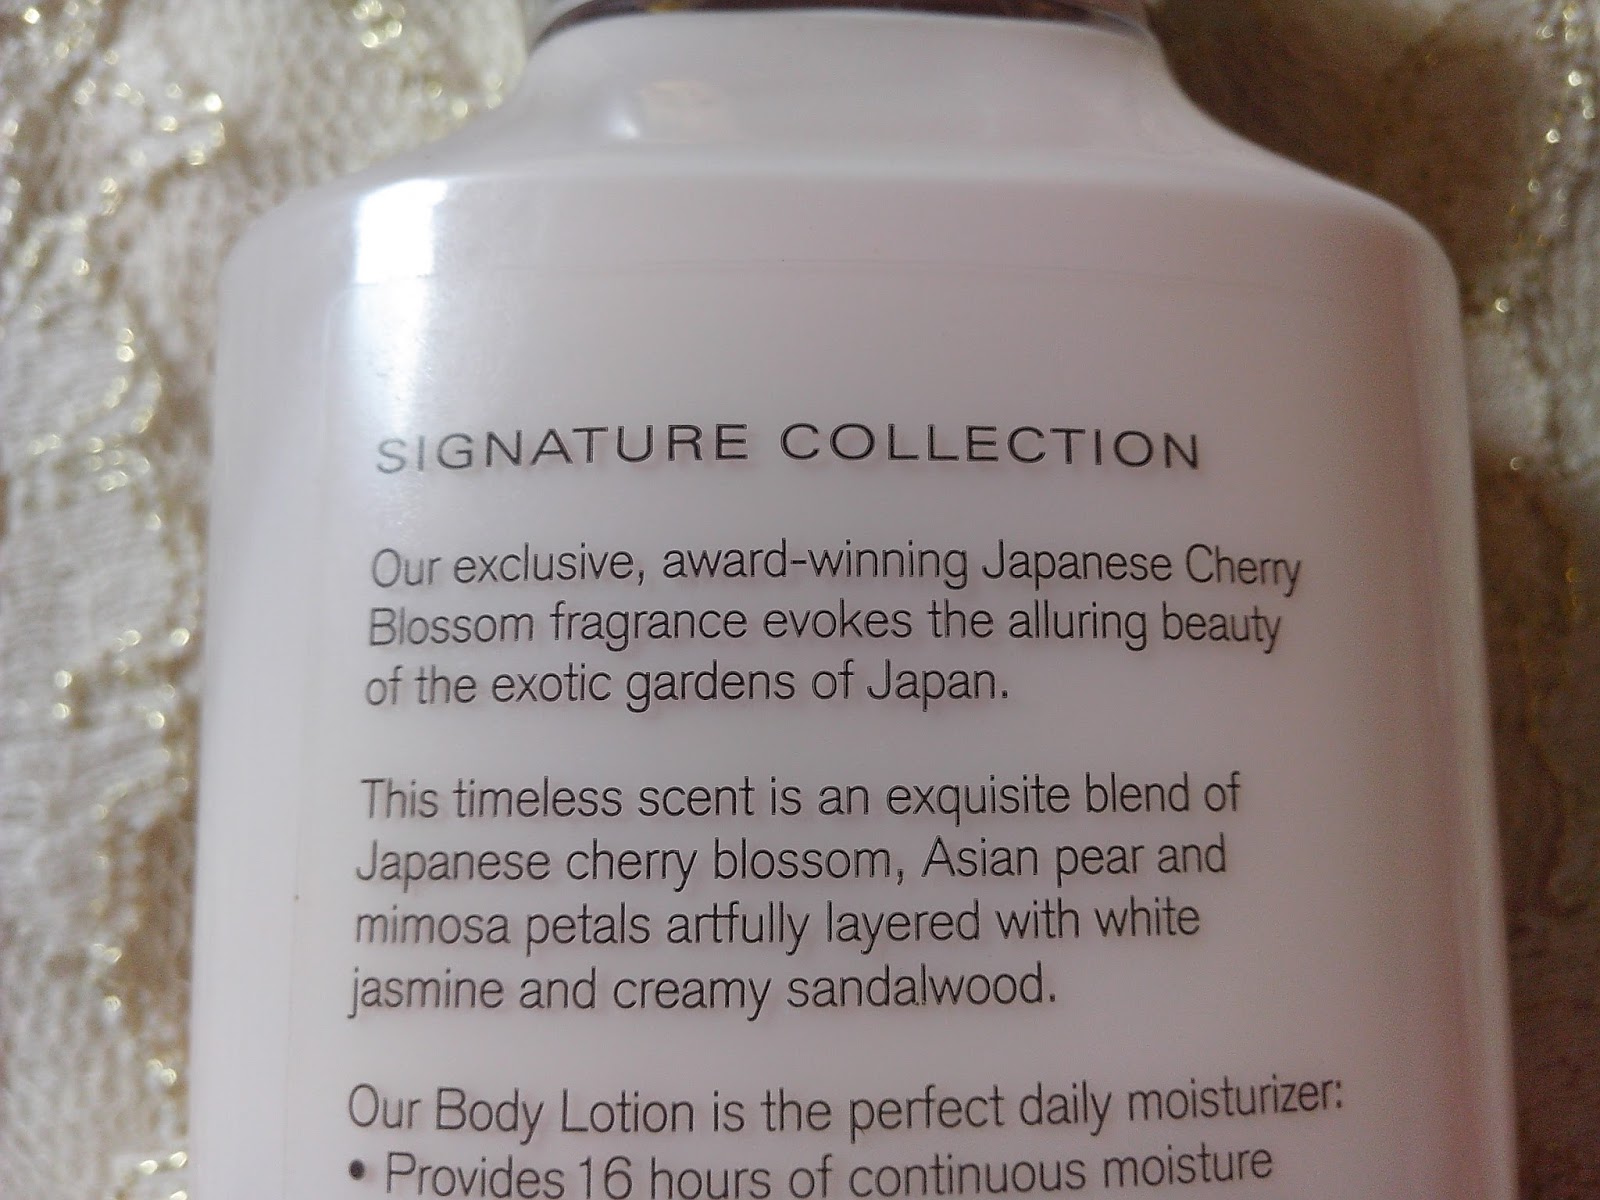 SIGNATURE COLLECTION
Our exclusive, award-winning Japanese Cherry
Blossom fragrance evokes the alluring beauty
of the exotic gardens of Japan.
This timeless scent is an exquisite blend of
Japanese cherry blossom, Asian pear and
mimosa petals artfully layered with white
jasmine and creamy sandalwood.
Our Body Lotion is the perfect daily moisturizer:
• Provides 16 hours of continuous moisture